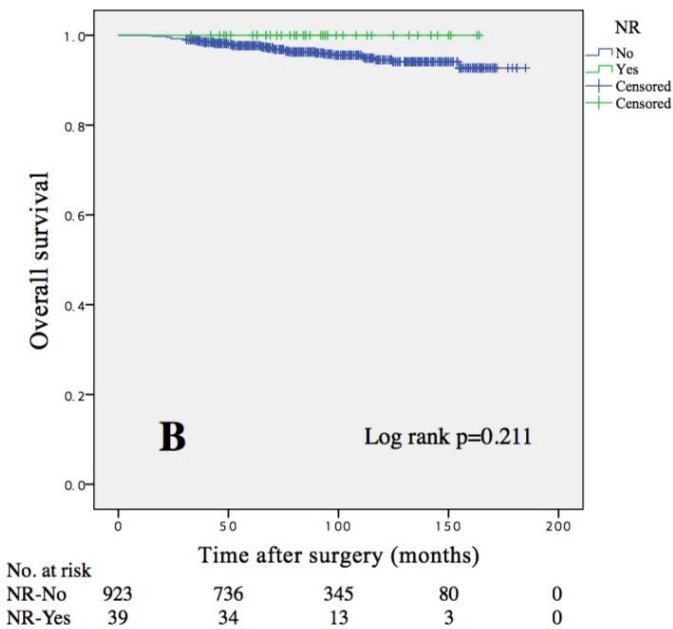 NR
No
Yes
Censored
Censored
1.0
0.8
0.6
0.4
0.2
0.0
Overall survival
B
Log rank p=0.211
0 50 100 150 200
Time after surgery (months)
No. at risk
NR-No 923 736 345 80 0
NR-Yes 39 34 13 3 0